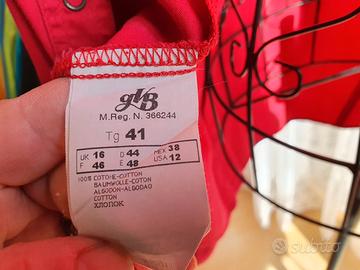 gVB
M.Reg. N. 366244
Tg 41
UK 16 D 44 MEX 38
F 46 E 48 USA 12
100% COTONE-COTTON
BAUMWOLLE-COTON
ALGODON-ALGODAO
COTTON
ХЛОПОК
Subito